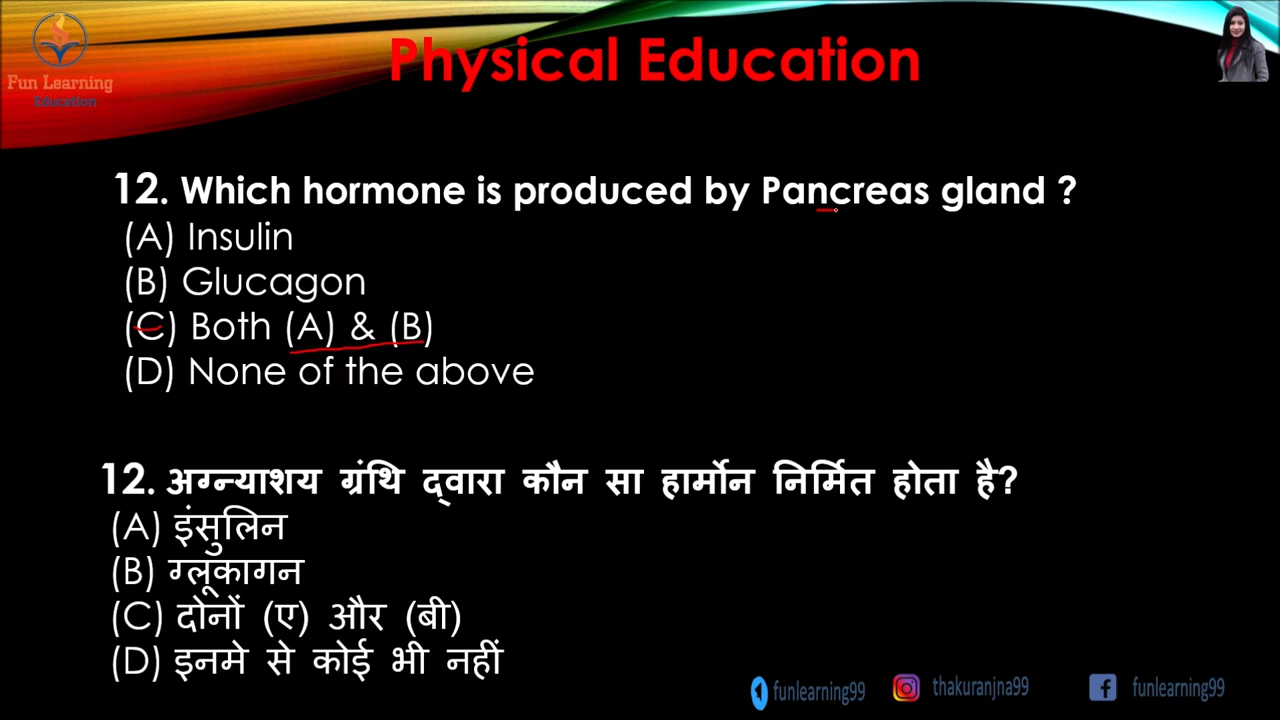 Fun Learning
Education
Physical Education
12. Which hormone is produced by Pancreas gland ?
(A) Insulin
(B) Glucagon
(C) Both (A) & (B)
(D) None of the above
12. अग्न्याशय ग्रंथि द्वारा कौन सा हार्मोन निर्मित होता है?
(A) इंसुलिन
(B) ग्लूकागन
(C) दोनों (ए) और (बी)
(D) इनमे से कोई भी नहीं
funlearning99 thakuranjna99 funlearning99